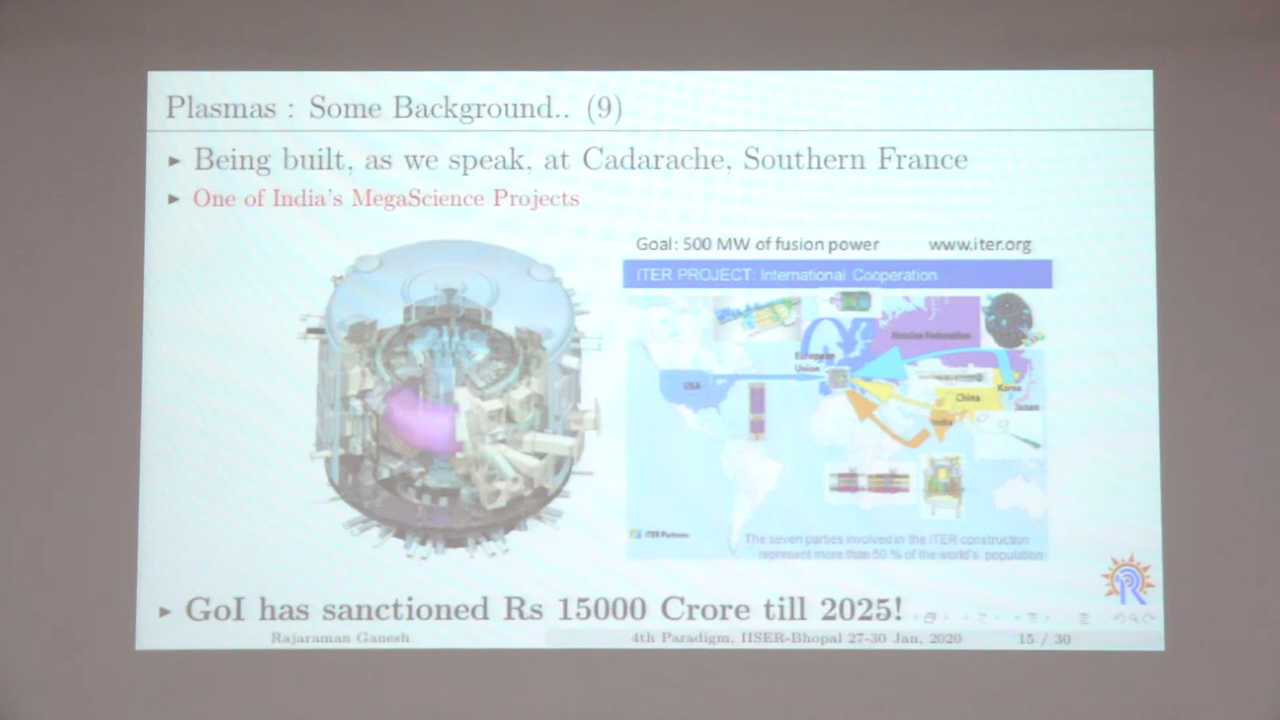 Plasmas : Some Background.. (9)
► Being built, as we speak, at Cadarache, Southern France
► One of India's MegaScience Projects
Goal: 500 MW of fusion power www.iter.org
ITER PROJECT: International Cooperation
Russian Federation
European
Union
USA
Korea
China
Japan
India
ITER Partners
The seven parties involved in the ITER construction
represent more than 50 % of the world's population
► GoI has sanctioned Rs 15000 Crore till 2025!
Rajaraman Ganesh 4th Paradigm, IISER-Bhopal 27-30 Jan, 2020 15 / 30